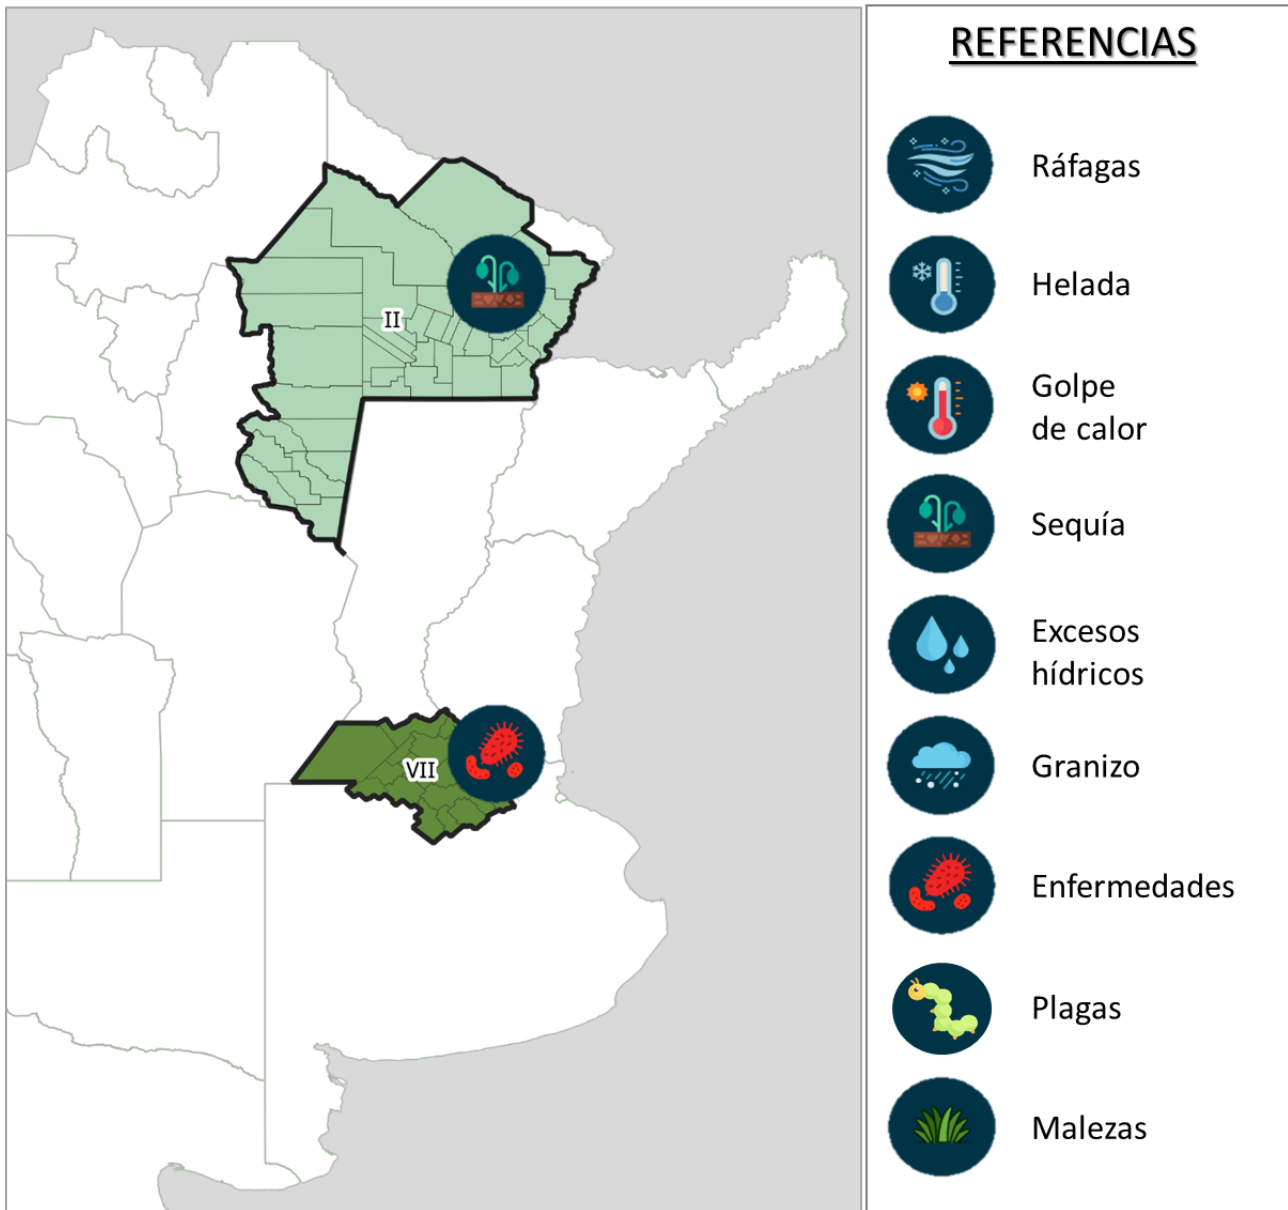 REFERENCIAS
Ráfagas
Helada
Golpe
de calor
Sequía
Excesos
hídricos
Granizo
Enfermedades
Plagas
Malezas
II
VII